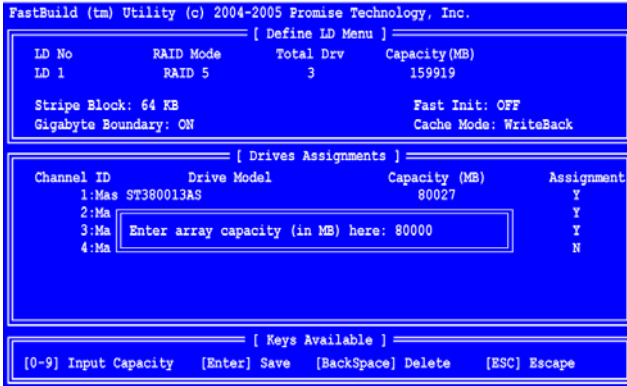 FastBuild (tm) Utility (c) 2004-2005 Promise Technology, Inc.
[ Define LD Menu ]
LD No RAID Mode Total Drv Capacity(MB)
LD 1 RAID 5 3 159919
Stripe Block: 64 KB Fast Init: OFF
Gigabyte Boundary: ON Cache Mode: WriteBack
[ Drives Assignments ]
Channel ID Drive Model Capacity (MB) Assignment
1:Mas ST380013AS 80027 Y
2:Ma Y
3:Ma Enter array capacity (in MB) here: 80000 Y
4:Ma N
[ Keys Available ]
[0-9] Input Capacity [Enter] Save [BackSpace] Delete [ESC] Escape